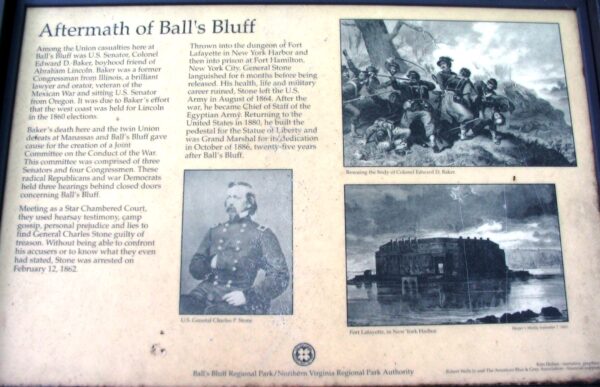 Aftermath of Ball's Bluff
Among the Union casualties here at
Ball's Bluff was U.S. Senator, Colonel
Edward D. Baker, boyhood friend of
Abraham Lincoln. Baker was a former
Congressman from Illinois, a brilliant
lawyer and orator, veteran of the
Mexican War and sitting U.S. Senator
from Oregon. It was due to Baker's effort
that the west coast was held for Lincoln
in the 1860 elections.
Baker's death here and the twin Union
defeats at Manassas and Ball's Bluff gave
cause for the creation of a Joint
Committee on the Conduct of the War.
This committee was comprised of three
Senators and four Congressmen. These
radical Republicans and war Democrats
held three hearings behind closed doors
concerning Ball's Bluff.
Meeting as a Star Chambered Court,
they used hearsay testimony, camp
gossip, personal prejudice and lies to
find General Charles Stone guilty of
treason. Without being able to confront
his accusers or to know what they even
had stated, Stone was arrested on
February 12, 1862.
Thrown into the dungeon of Fort
Lafayette in New York Harbor and
then into prison at Fort Hamilton,
New York City, General Stone
languished for 6 months before being
released. His health, life and military
career ruined, Stone left the U.S.
Army in August of 1864. After the
war, he became Chief of Staff of the
Egyptian Army. Returning to the
United States in 1880, he built the
pedestal for the Statue of Liberty and
was Grand Marshal for its dedication
in October of 1886, twenty-five years
after Ball's Bluff.
U.S. General Charles P. Stone
Rescuing the Body of Colonel Edward D. Baker
Fort Lafayette, in New York Harbor
Harper's Weekly, September 7, 1861
Ball's Bluff Regional Park/Northern Virginia Regional Park Authority